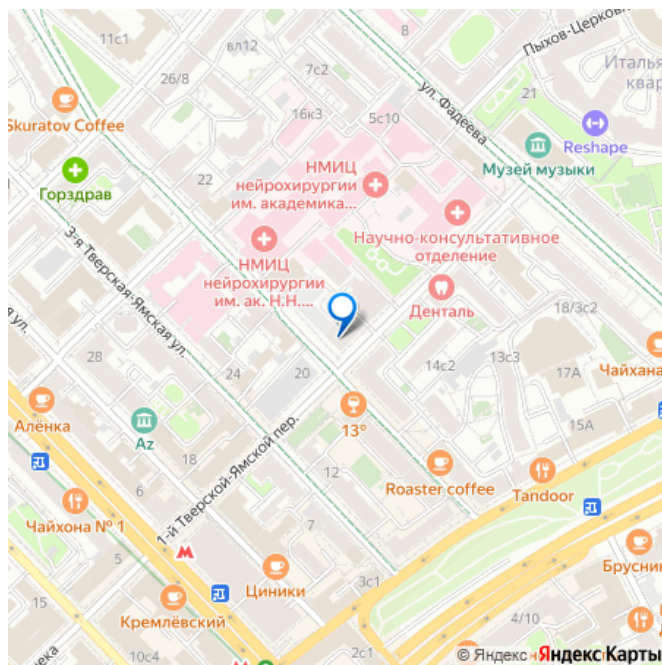 8
11с1
вл12
Пыхов-Церковн
26/8
7с2
Италья
квар
ул. Фадеева
21
16к3
5с10
Skuratov Coffee
Reshape
Музей музыки
НМИЦ
нейрохирургии
им. академика...
Горздрав
22
Научно-консультативное
отделение
3-я Тверская-Ямская ул.
НМИЦ
нейрохирургии
им. ак. Н.Н....
Денталь
18/3с2
я ул.
28
24
20
14с2
13с3
17А
Чайхана
Алёнка
13°
15А
Az
18
1-й Тверской-Ямской пер.
12
Roaster coffee
Tandoor
6
Чайхона № 1
7
5
Циники
Брусник
15
3с1
Кремлёвский
4/10
ека
10с4
2с1
© Яндекс
Яндекс Карты